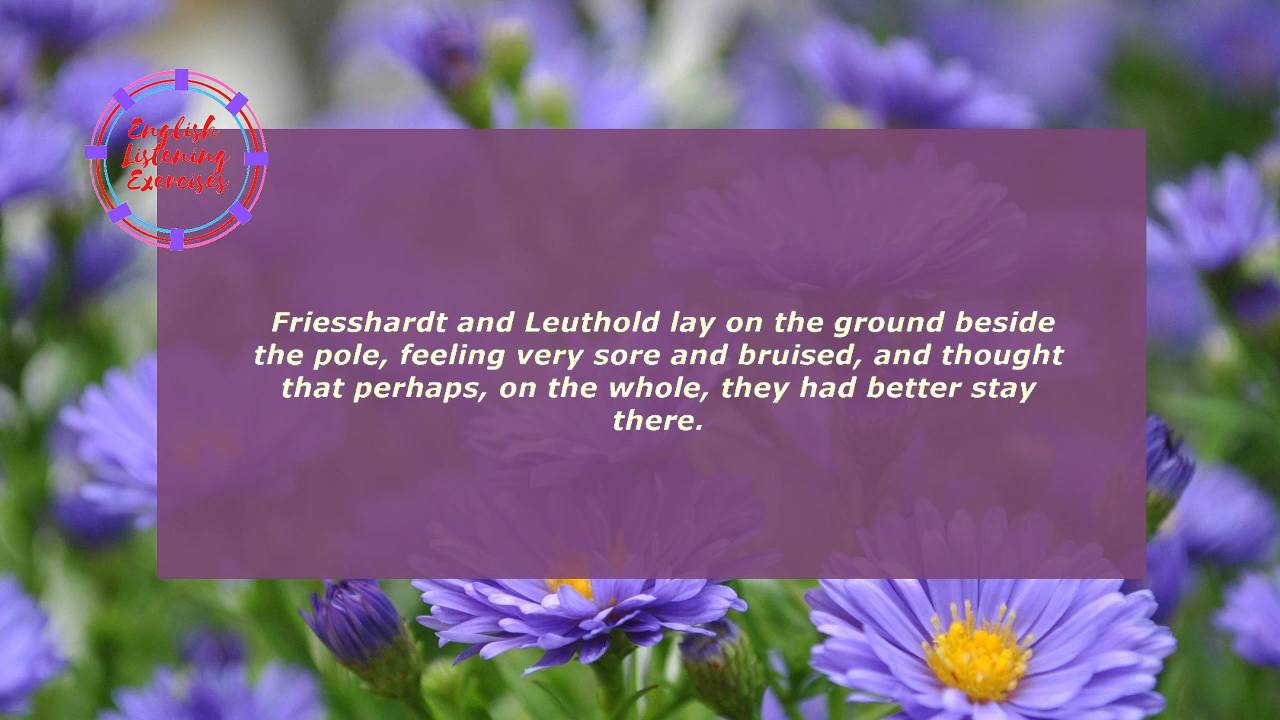 English
Listening
Exercises
Friesshardt and Leuthold lay on the ground beside
the pole, feeling very sore and bruised, and thought
that perhaps, on the whole, they had better stay
there.